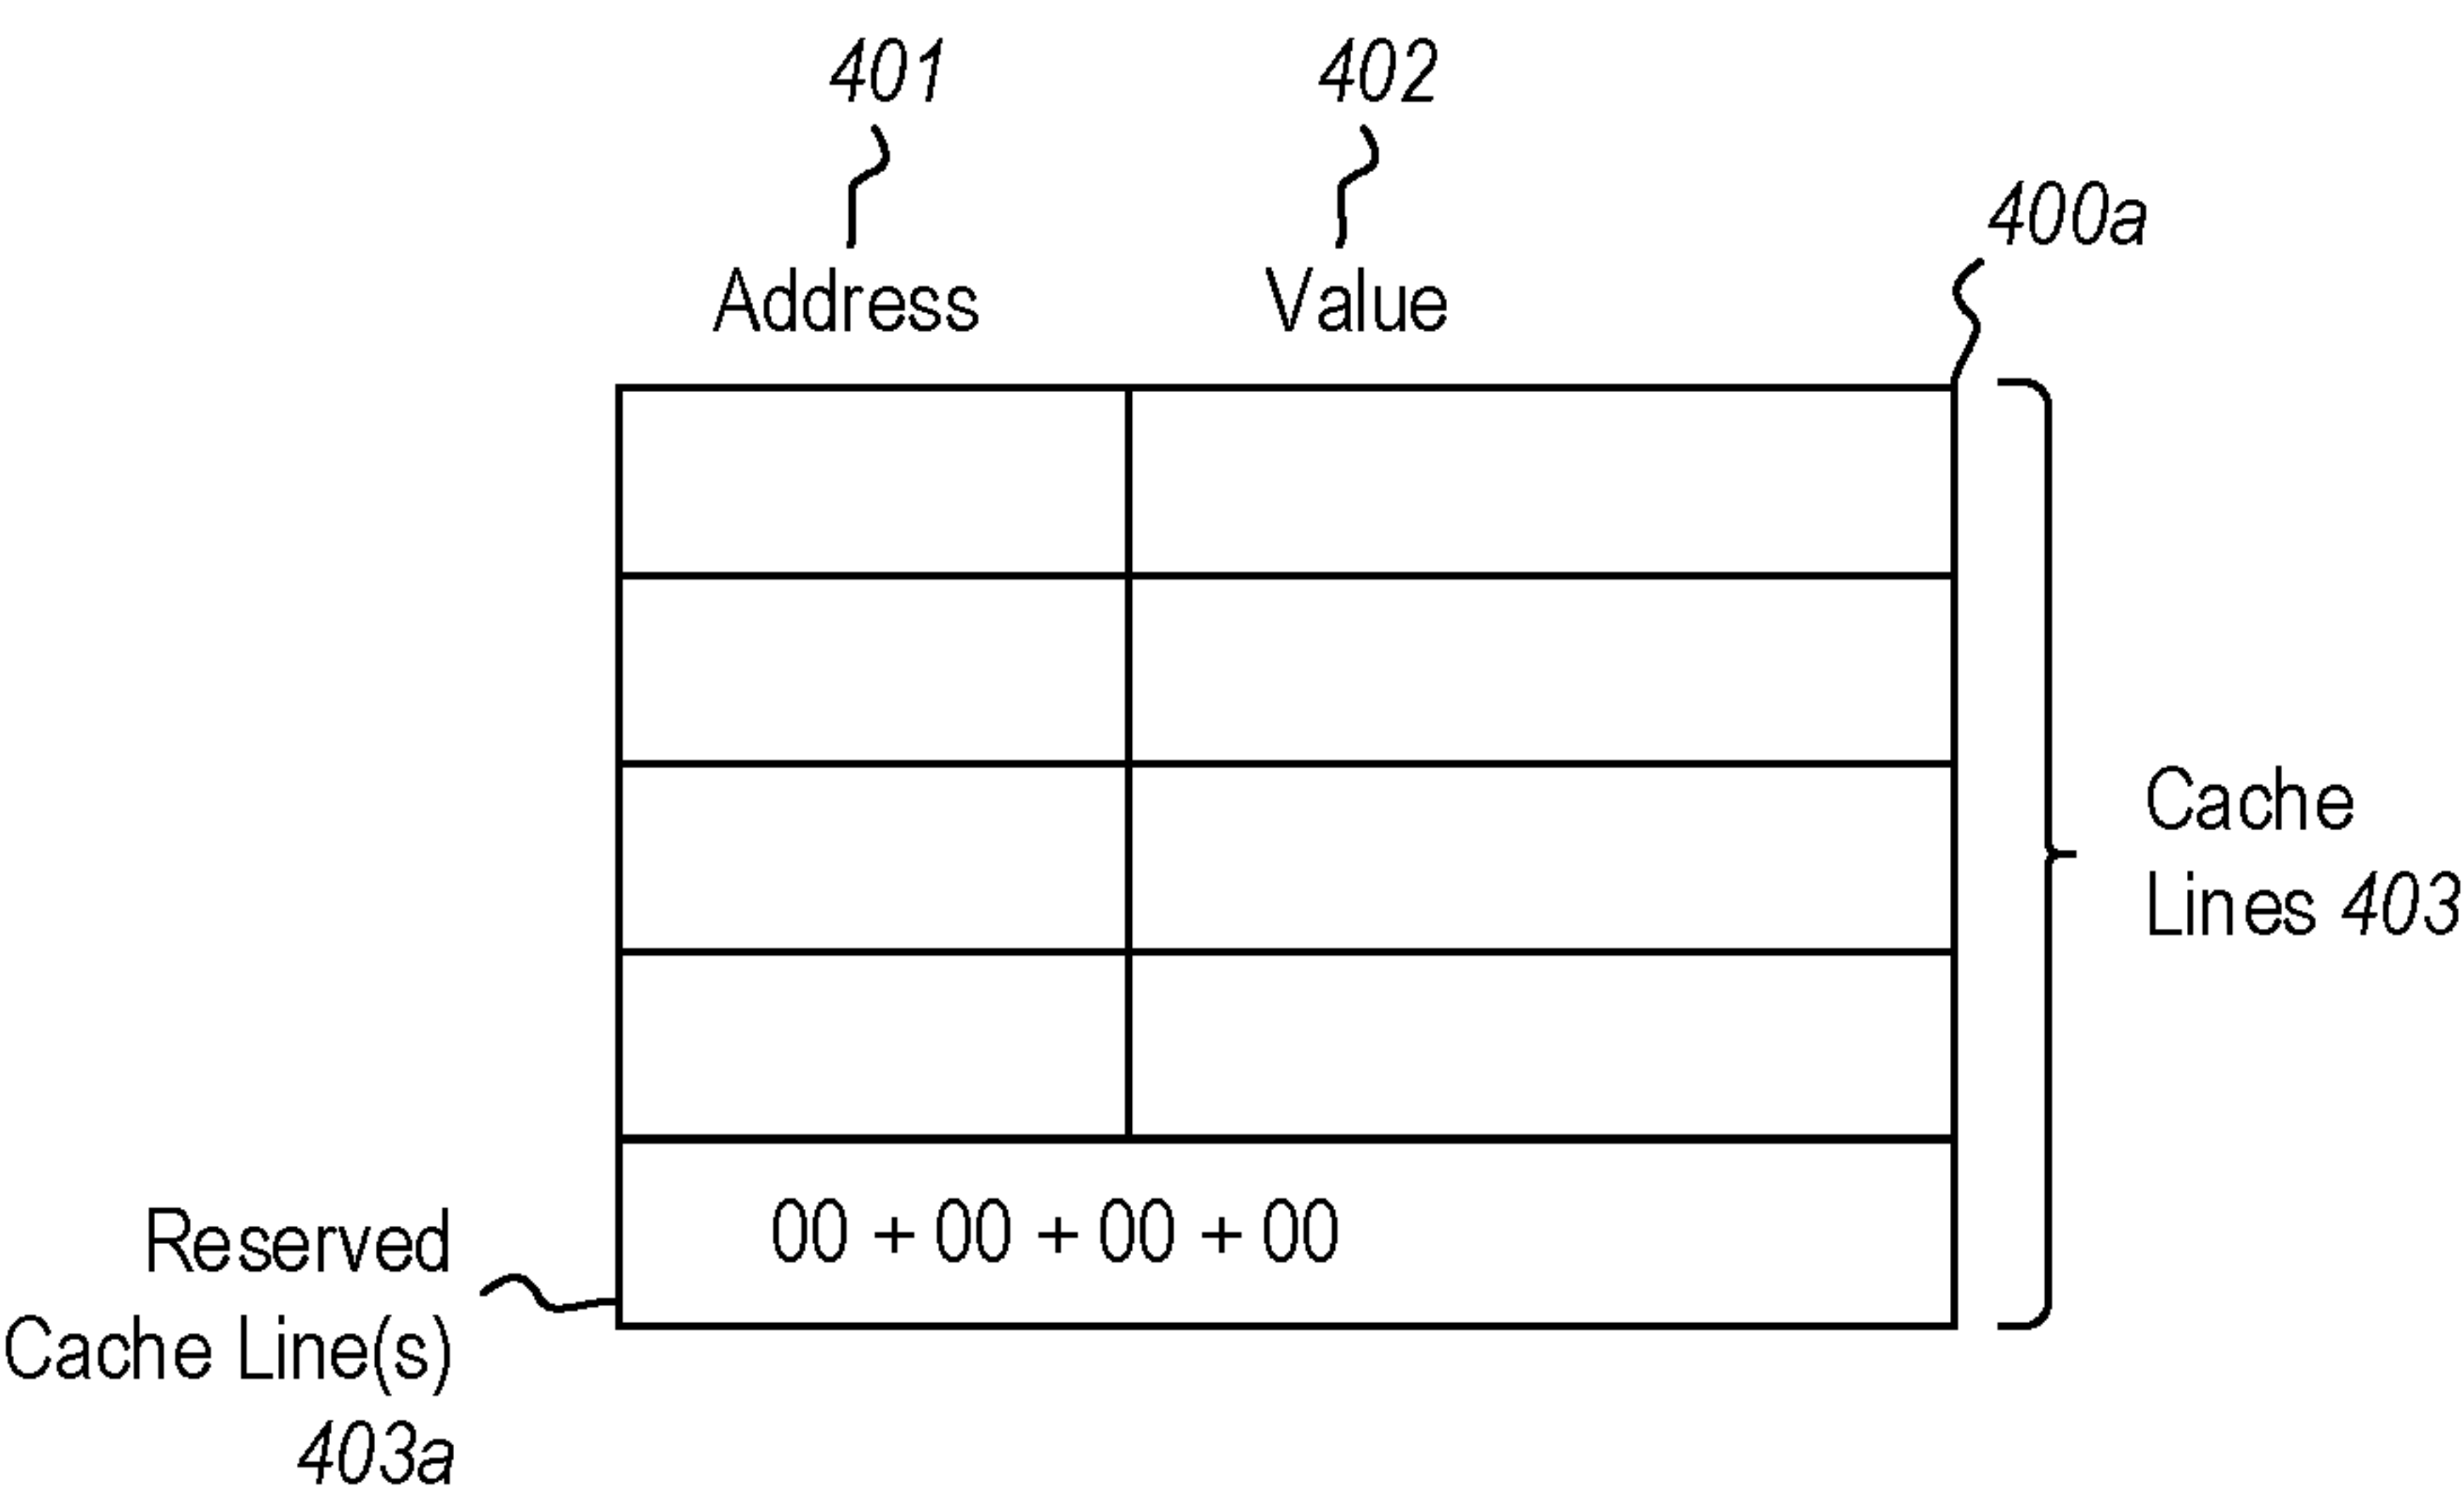 401
402
400a
Address
Value
Cache
Lines 403
00 + 00 + 00 + 00
Reserved
Cache Line(s)
403a